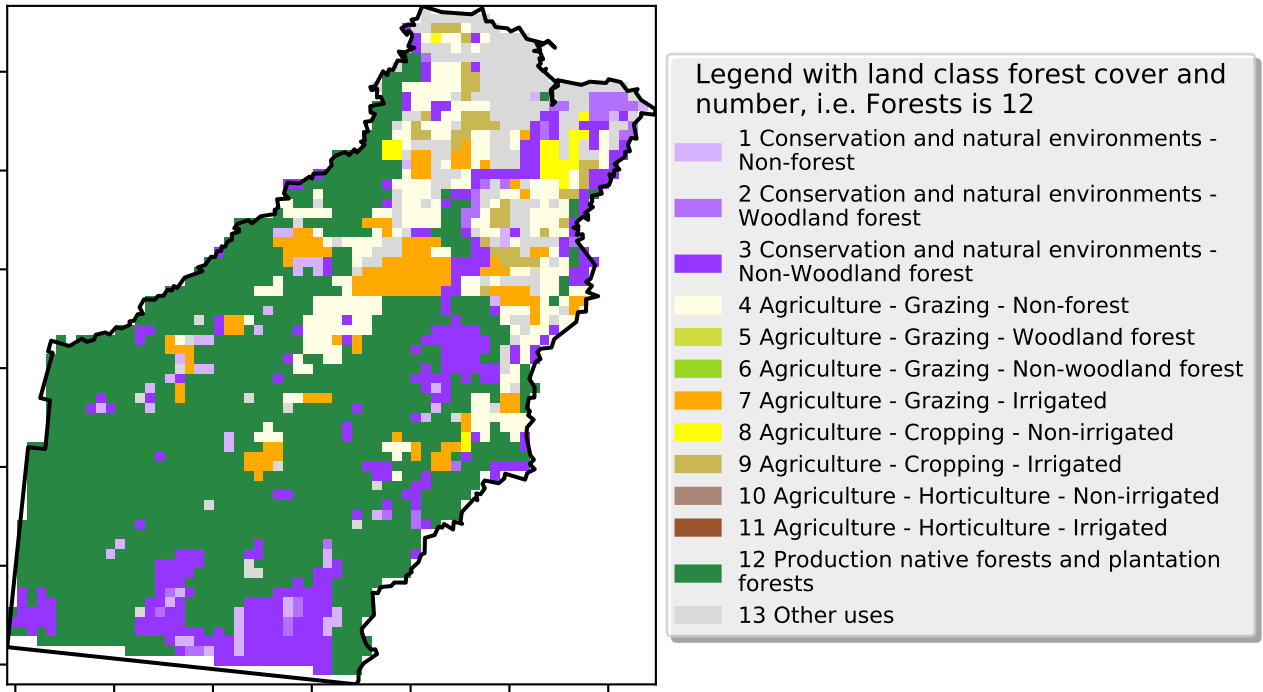 Legend with land class forest cover and
number, i.e. Forests is 12
1 Conservation and natural environments -
Non-forest
2 Conservation and natural environments -
Woodland forest
3 Conservation and natural environments -
Non-Woodland forest
4 Agriculture - Grazing - Non-forest
5 Agriculture - Grazing - Woodland forest
6 Agriculture - Grazing - Non-woodland forest
7 Agriculture - Grazing - Irrigated
8 Agriculture - Cropping - Non-irrigated
9 Agriculture - Cropping - Irrigated
10 Agriculture - Horticulture - Non-irrigated
11 Agriculture - Horticulture - Irrigated
12 Production native forests and plantation
forests
13 Other uses